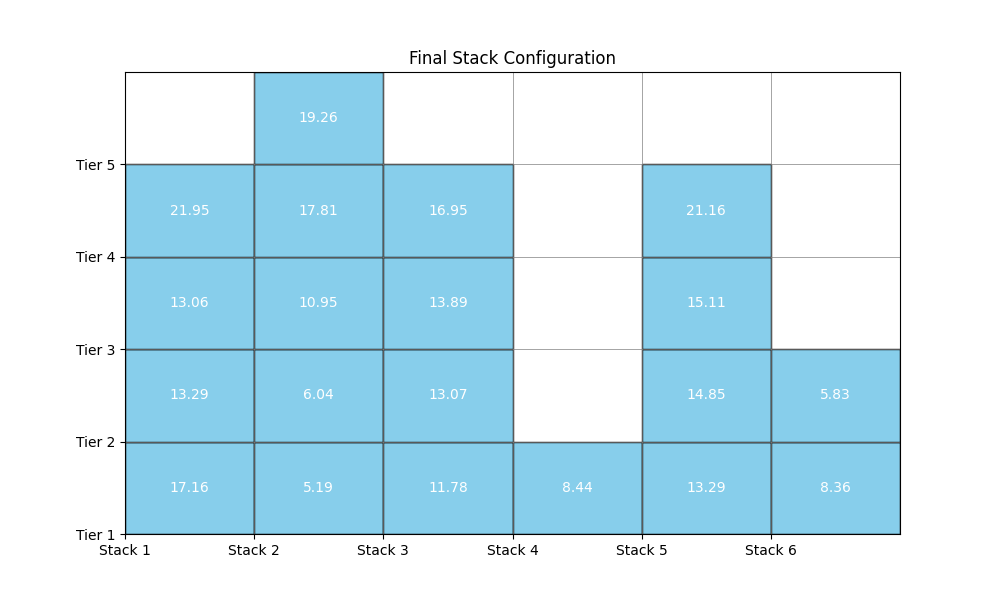 Final Stack Configuration
19.26
Tier 5
21.95 17.81 16.95 21.16
Tier 4
13.06 10.95 13.89 15.11
Tier 3
13.29 6.04 13.07 14.85 5.83
Tier 2
17.16 5.19 11.78 8.44 13.29 8.36
Tier 1
Stack 1 Stack 2 Stack 3 Stack 4 Stack 5 Stack 6